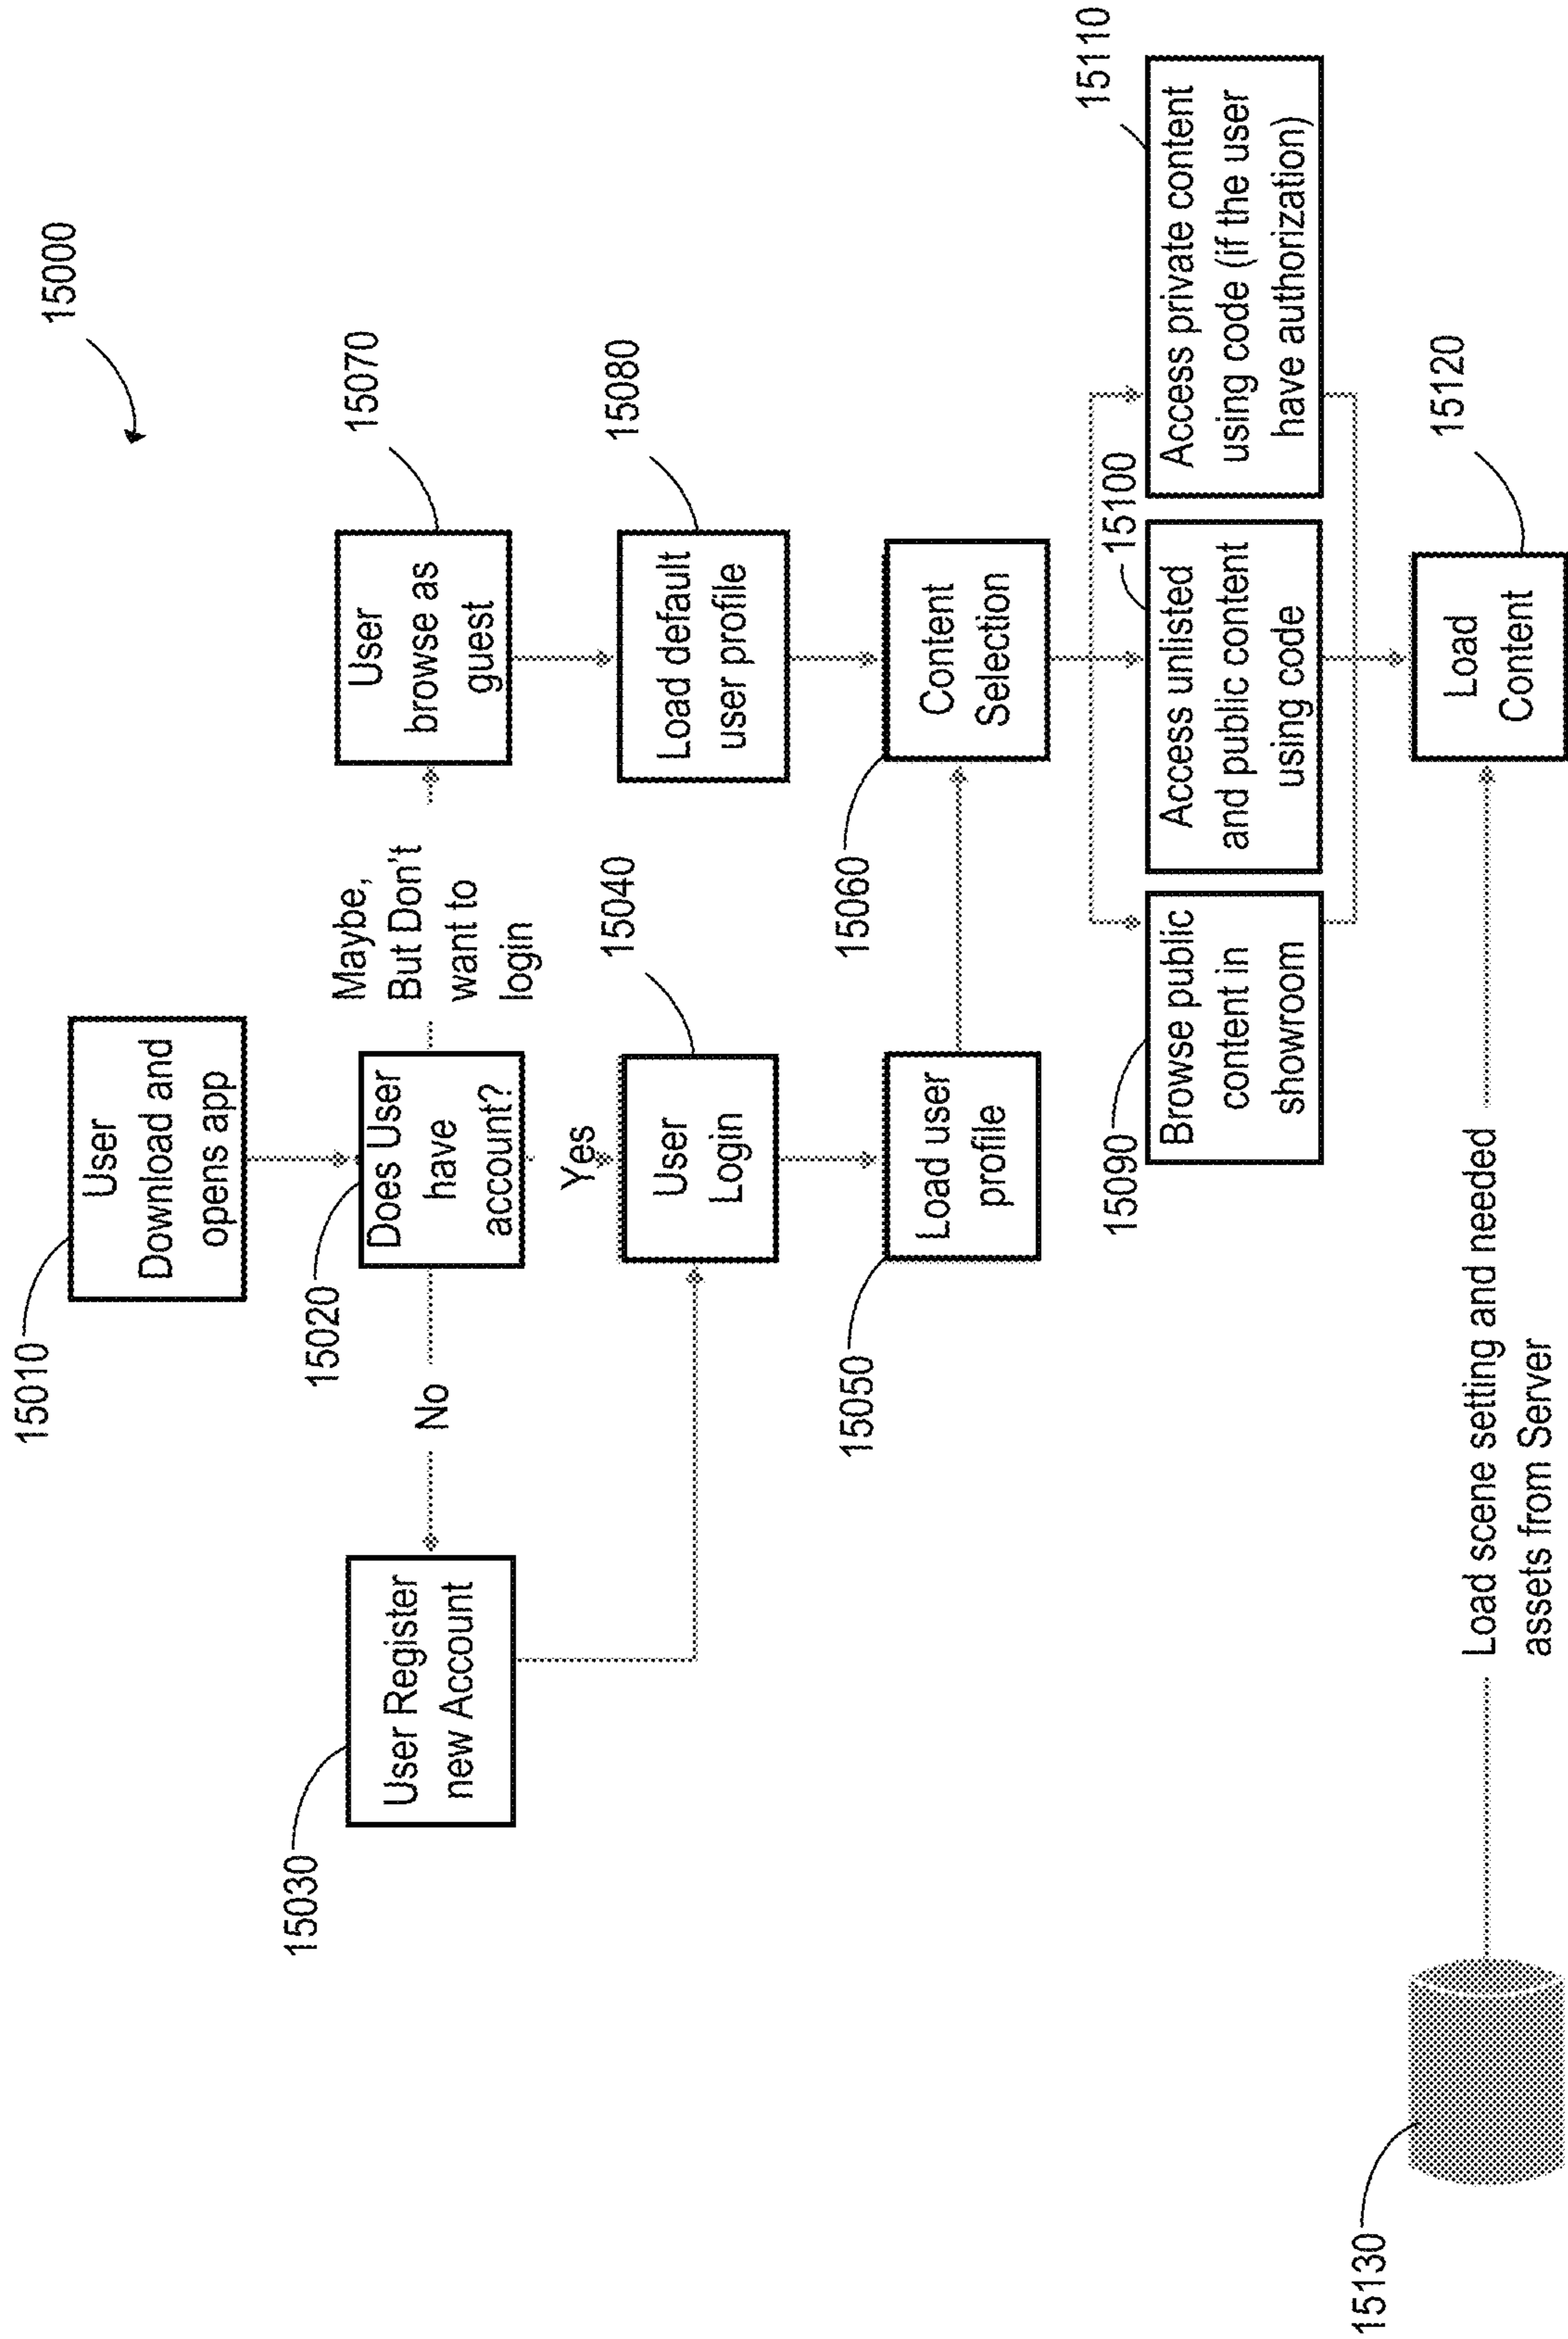 15000
15010
User
Download and
opens app
15020
Does User
have
account?
Maybe,
But Don't
want to
login
15070
User
browse as
guest
No
15030
User Register
new Account
Yes
15040
User
Login
15080
Load default
user profile
15050
Load user
profile
15060
Content
Selection
15090
Browse public
content in
showroom
15100
Access unlisted
and public content
using code
15110
Access private content
using code (if the user
have authorization)
15130
Load scene setting and needed
assets from Server
15120
Load
Content